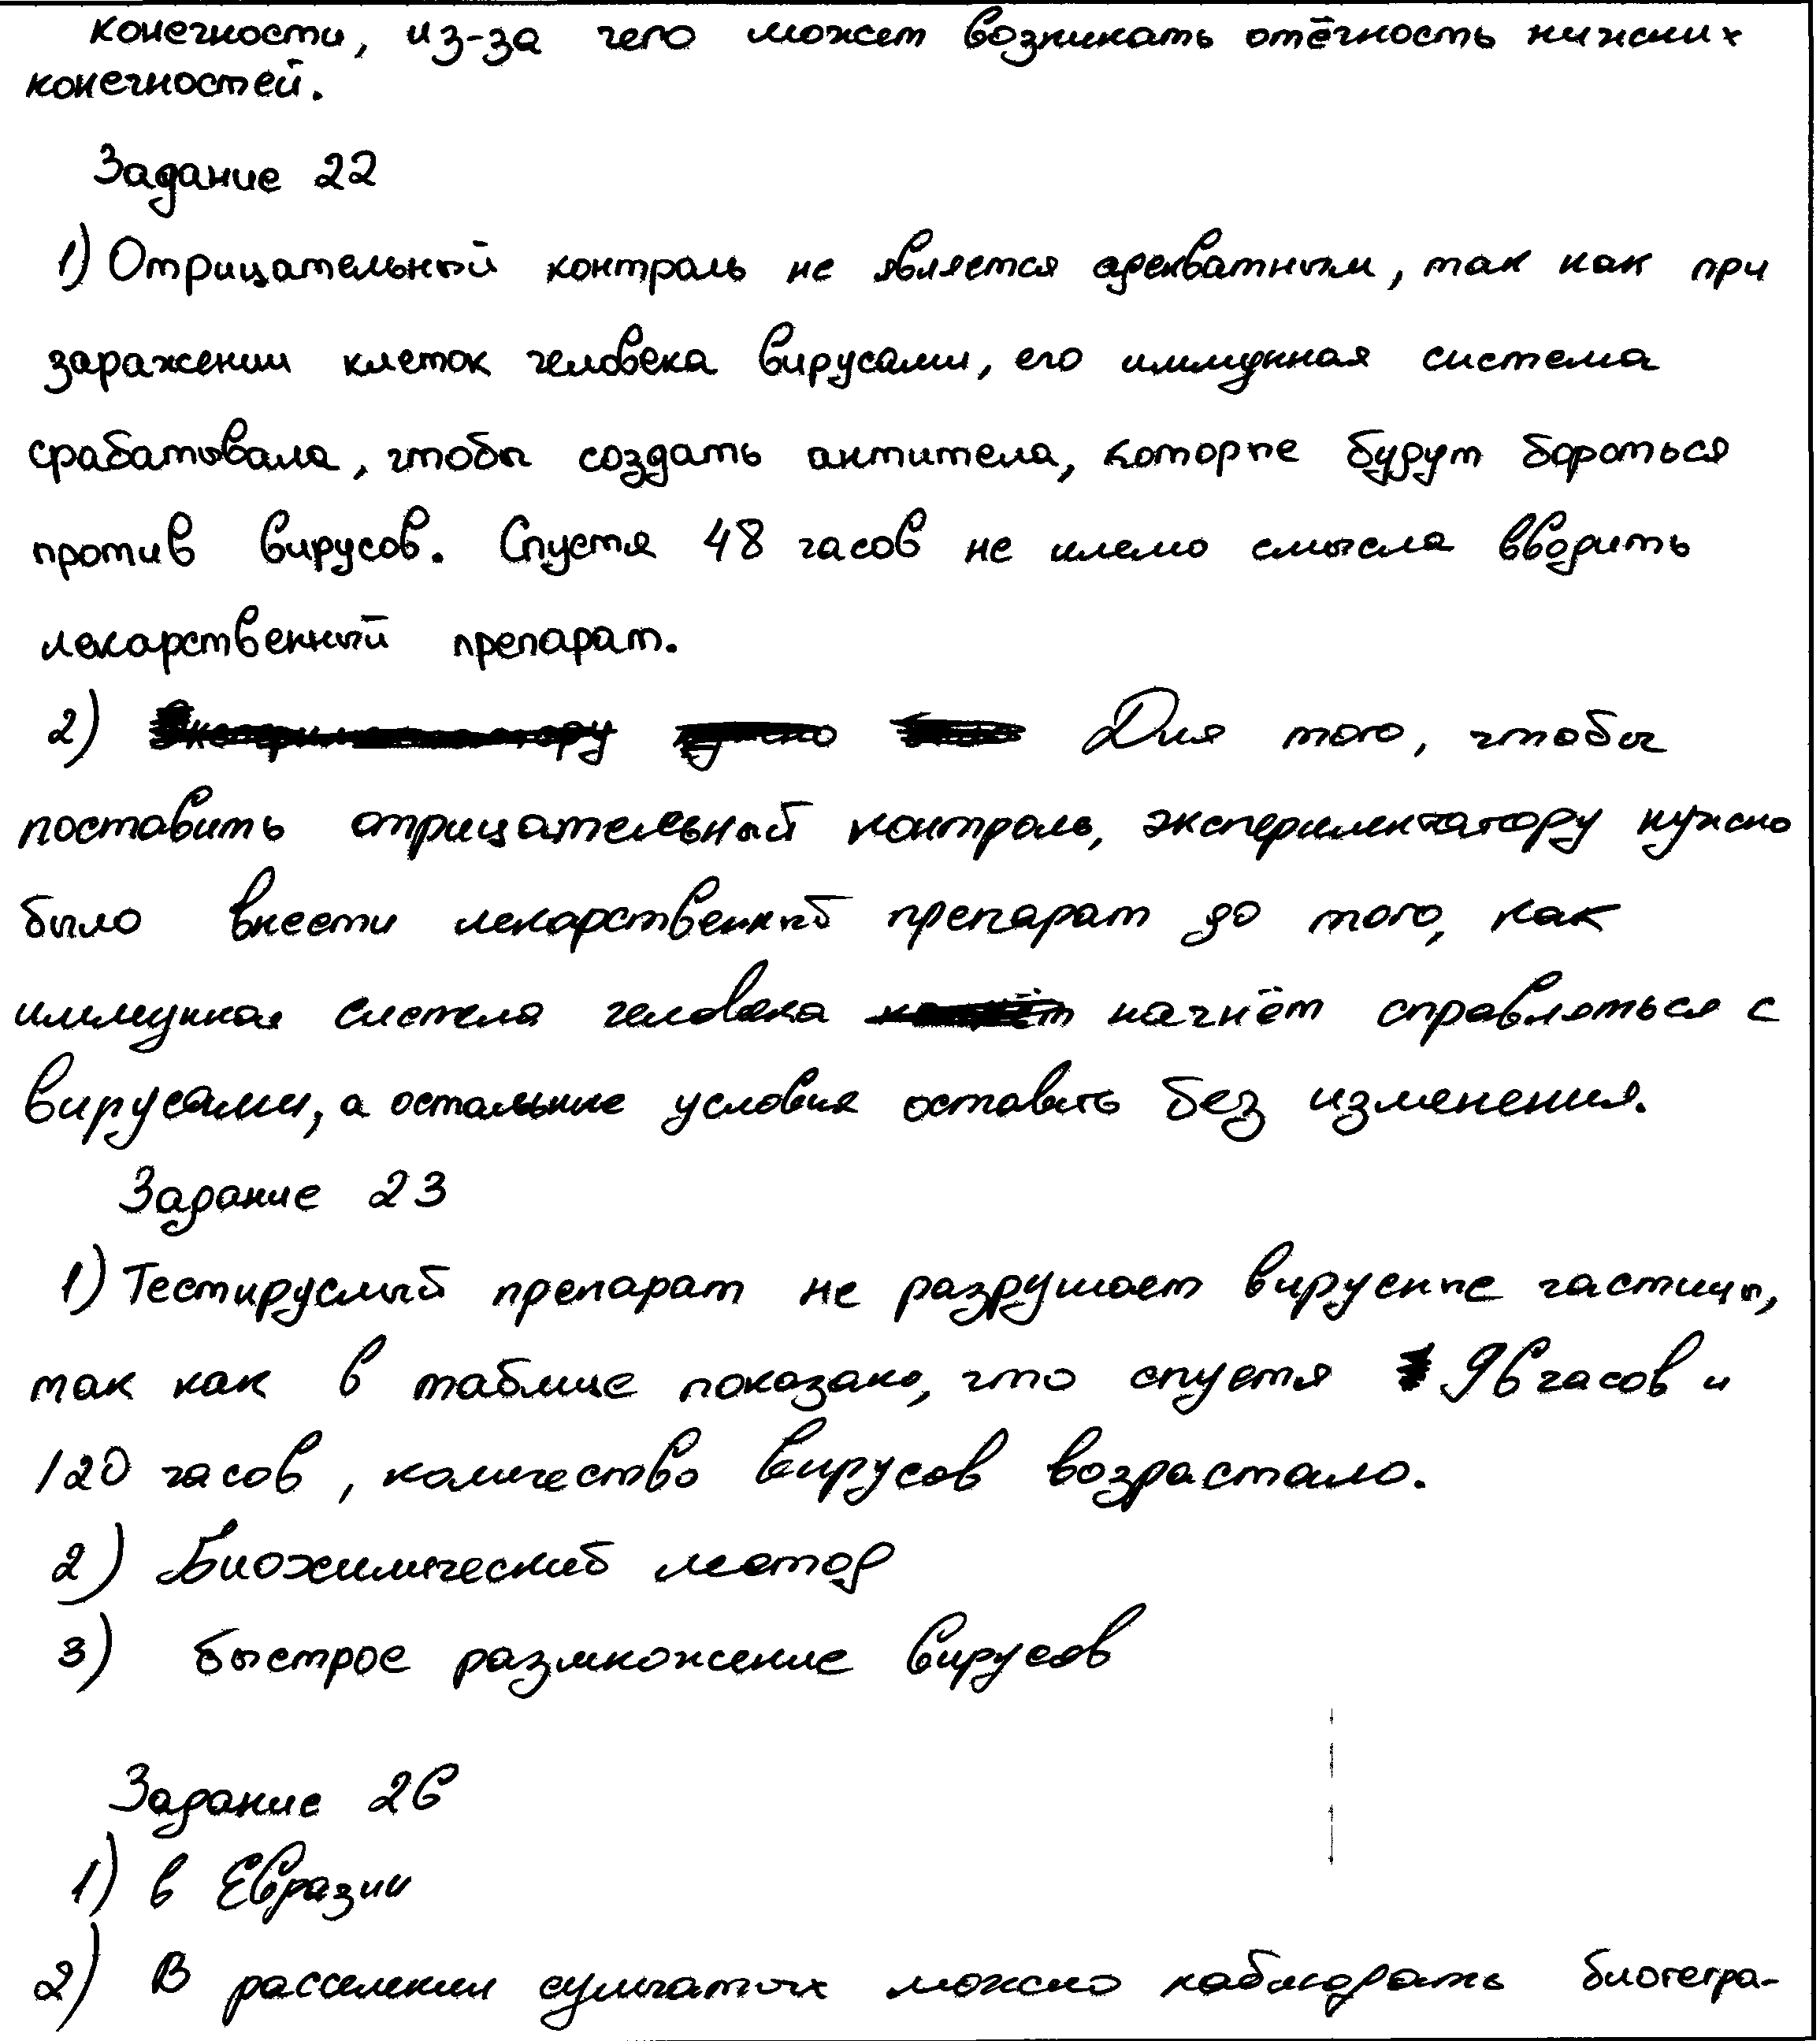 конечности, из-за чего может возникать отёчность нижних
конечностей.
Задание 22
1) Отрицательный контроль не является адекватным, так как при
заражении клеток человека вирусами, его иммунная система
срабатывала, чтобы создать антитела, которые будут бороться
против вирусов. Спустя 48 часов не имело смысла вводить
лекарственный препарат.
2) Для того, чтобы
поставить отрицательный контроль, экспериментатору нужно
было внести лекарственный препарат до того, как
иммунная система человека начнёт справляться с
вирусами, а остальные условия оставить без изменения.
Задание 23
1) Тестируемый препарат не разрушает вирусные частицы,
так как в таблице показано, что спустя 96 часов и
120 часов, количество вирусов возрастало.
2) Биохимический метод
3) быстрое размножение вирусов
Задание 26
1) в Евразии
2) В расселении сумчатых можно наблюдать биогегра-